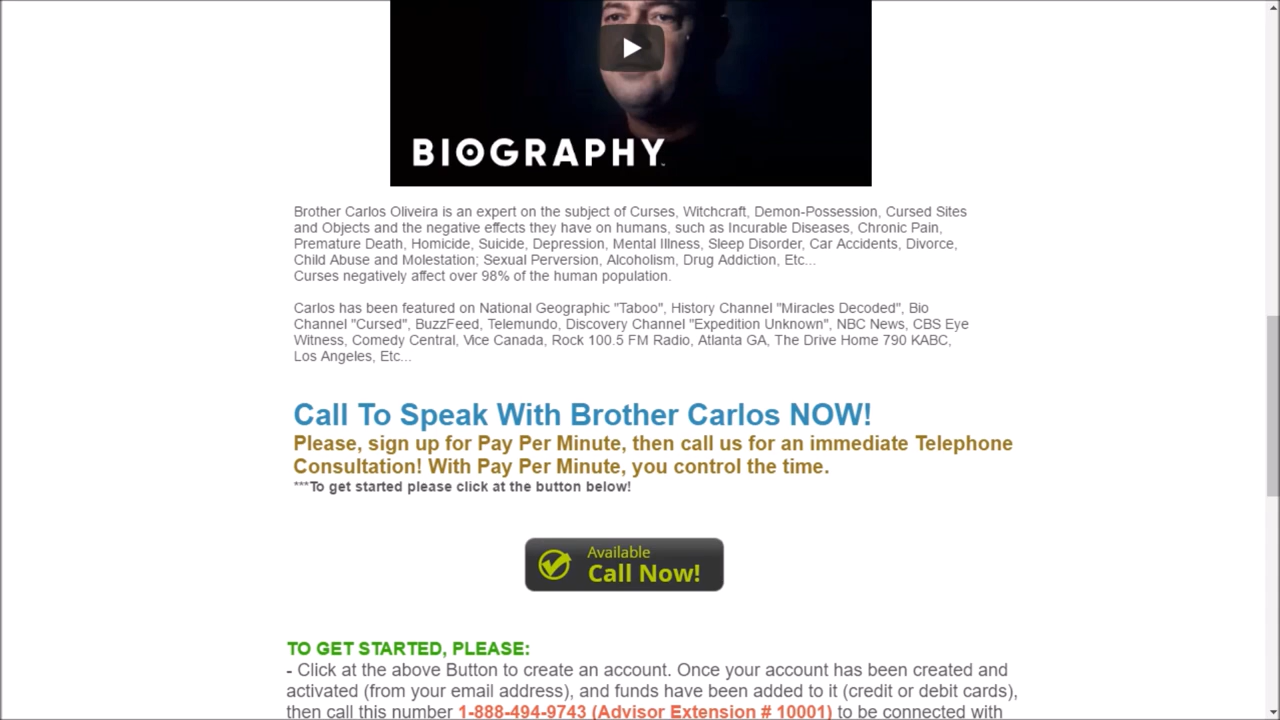 BIOGRAPHY
Brother Carlos Oliveira is an expert on the subject of Curses, Witchcraft, Demon-Possession, Cursed Sites
and Objects and the negative effects they have on humans, such as Incurable Diseases, Chronic Pain,
Premature Death, Homicide, Suicide, Depression, Mental Illness, Sleep Disorder, Car Accidents, Divorce,
Child Abuse and Molestation; Sexual Perversion, Alcoholism, Drug Addiction, Etc...
Curses negatively affect over 98% of the human population.
Carlos has been featured on National Geographic "Taboo", History Channel "Miracles Decoded", Bio
Channel "Cursed", BuzzFeed, Telemundo, Discovery Channel "Expedition Unknown", NBC News, CBS Eye
Witness, Comedy Central, Vice Canada, Rock 100.5 FM Radio, Atlanta GA, The Drive Home 790 KABC,
Los Angeles, Etc...
Call To Speak With Brother Carlos NOW!
Please, sign up for Pay Per Minute, then call us for an immediate Telephone
Consultation! With Pay Per Minute, you control the time.
***To get started please click at the button below!
Available
Call Now!
TO GET STARTED, PLEASE:
- Click at the above Button to create an account. Once your account has been created and
activated (from your email address), and funds have been added to it (credit or debit cards),
then call this number 1-888-494-9743 (Advisor Extension # 10001) to be connected with